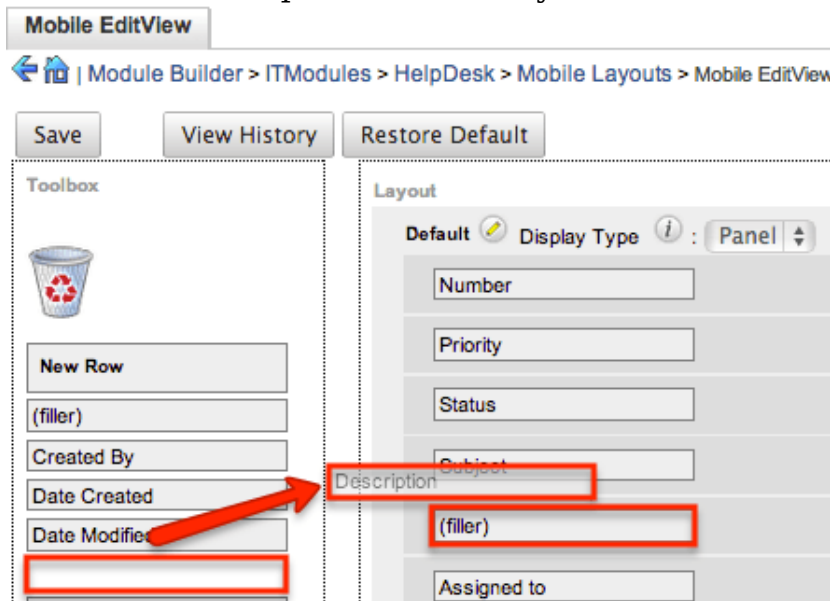 Mobile EditView
| Module Builder > ITModules > HelpDesk > Mobile Layouts > Mobile EditView
Save View History Restore Default
Toolbox
Layout
Default Display Type i : Panel
Number
Priority
New Row
Status
(filler)
Created By
Subject
Description
Date Created
(filler)
Date Modified
Assigned to